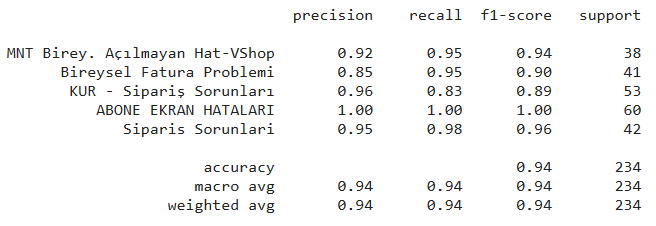 precision recall f1-score support
MNT Birey. Açılmayan Hat-VShop 0.92 0.95 0.94 38
Bireysel Fatura Problemi 0.85 0.95 0.90 41
KUR - Sipariş Sorunları 0.96 0.83 0.89 53
ABONE EKRAN HATALARI 1.00 1.00 1.00 60
Siparis Sorunlari 0.95 0.98 0.96 42
accuracy 0.94 234
macro avg 0.94 0.94 0.94 234
weighted avg 0.94 0.94 0.94 234